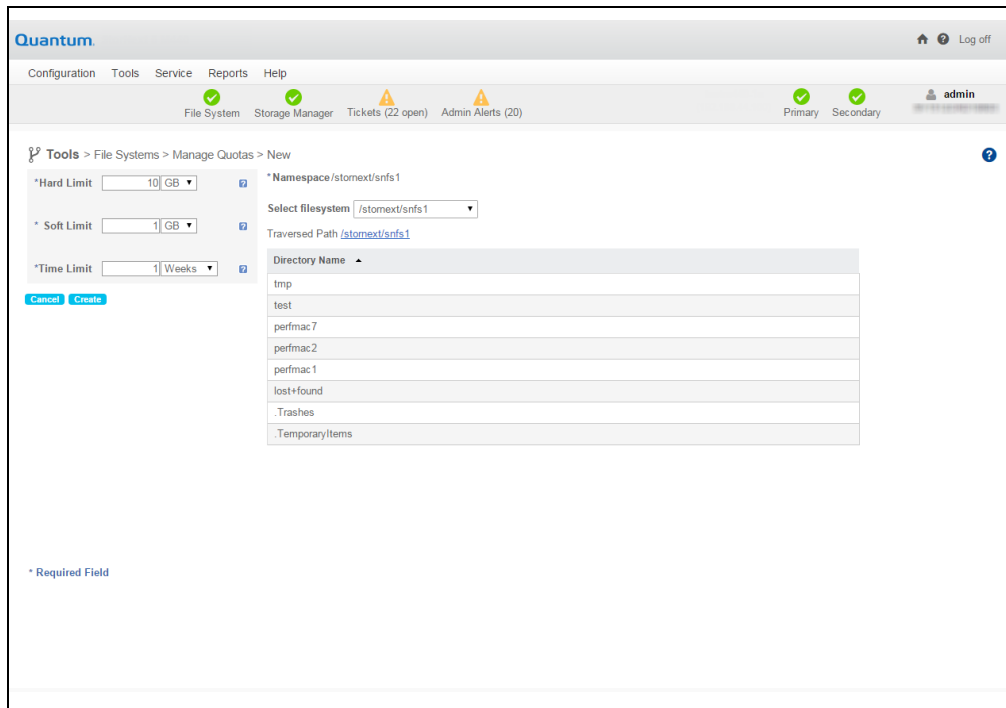 Quantum.
Log off
Configuration Tools Service Reports Help
File System Storage Manager Tickets (22 open) Admin Alerts (20) Primary Secondary admin
Tools > File Systems > Manage Quotas > New
*Hard Limit 10 GB
* Soft Limit 1 GB
*Time Limit 1 Weeks
Cancel Create
*Namespace/stornext/snfs1
Select filesystem /stornext/snfs1
Traversed Path /stornext/snfs1
Directory Name
tmp
test
perfmac7
perfmac2
perfmac1
lost+found
.Trashes
.TemporaryItems
* Required Field